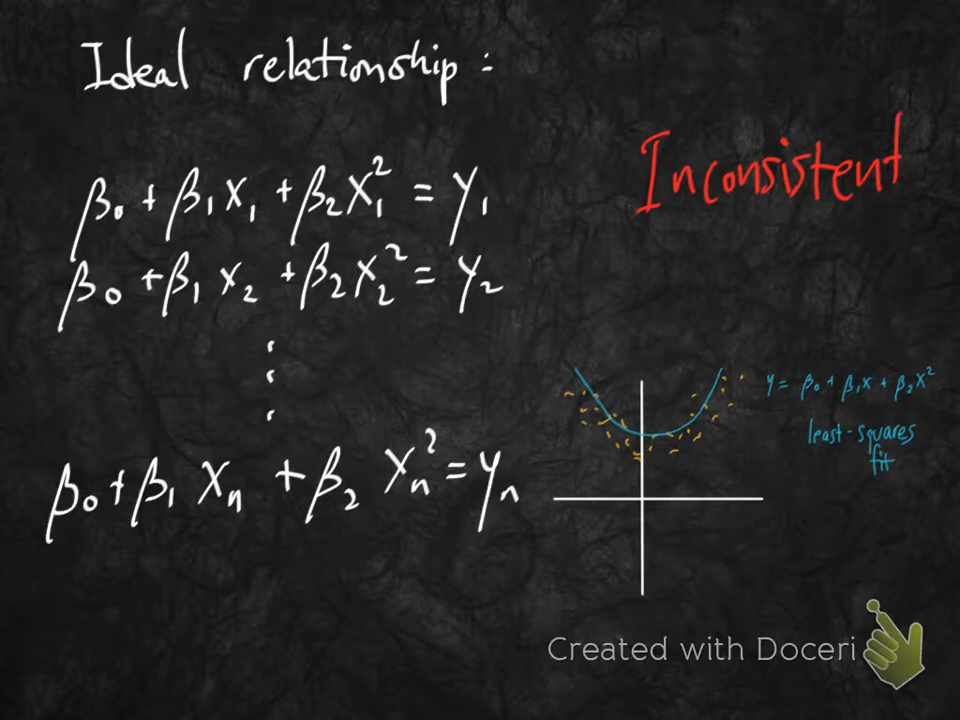 Ideal relationship:
Inconsistent
β₀ + β₁x₁ + β₂x₁² = y₁
β₀ + β₁x₂ + β₂x₂² = y₂
⋮
β₀ + β₁xₙ + β₂xₙ² = yₙ
y = β₀ + β₁x + β₂x²
least-squares
fit
Created with Doceri